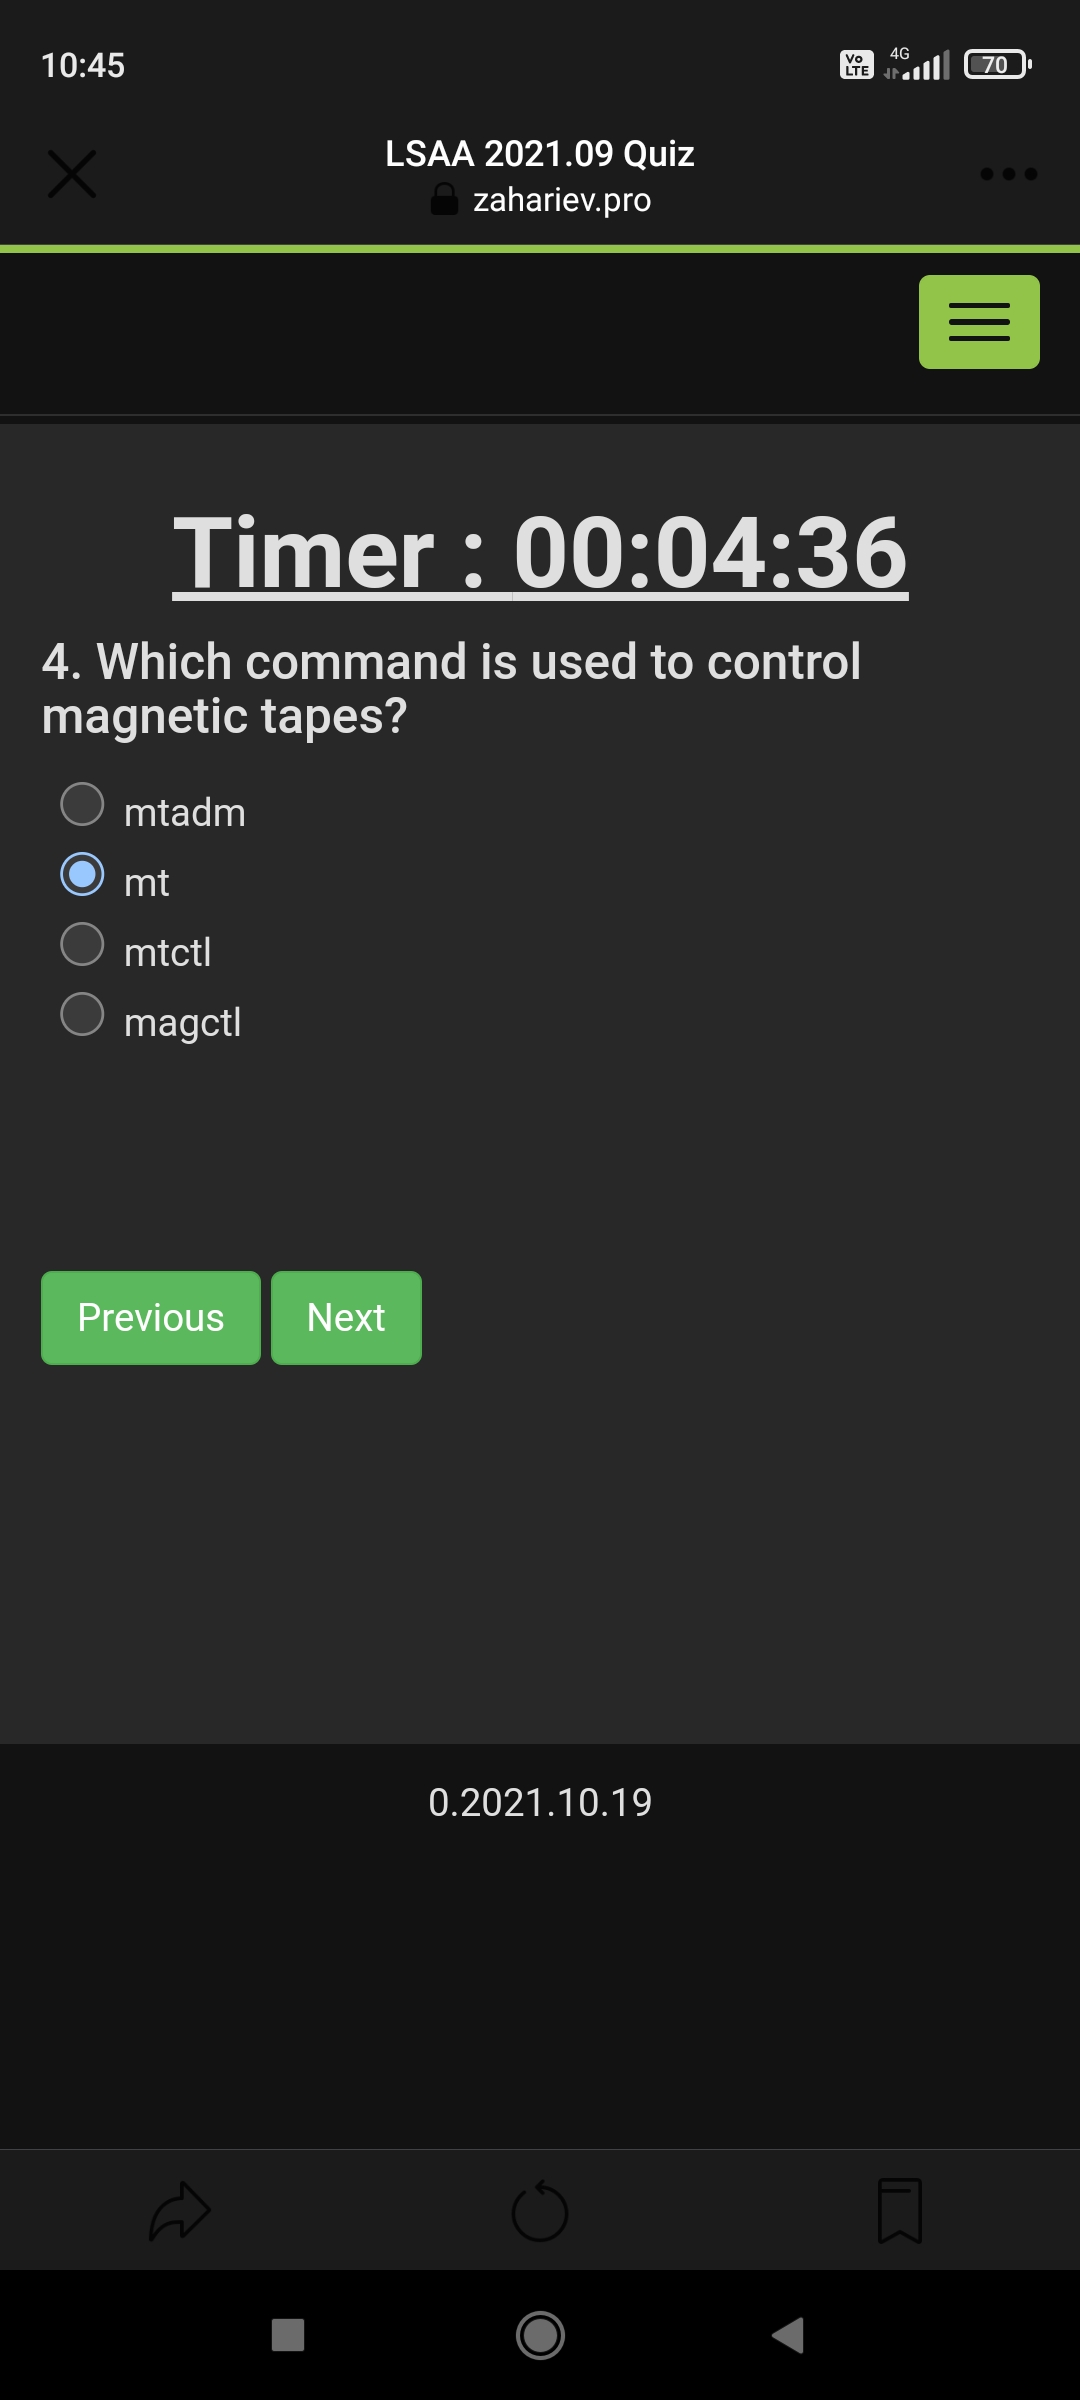 10:45
Vo LTE
4G
70
LSAA 2021.09 Quiz
zahariev.pro
Timer : 00:04:36
4. Which command is used to control
magnetic tapes?
mtadm
mt
mtctl
magctl
Previous
Next
0.2021.10.19